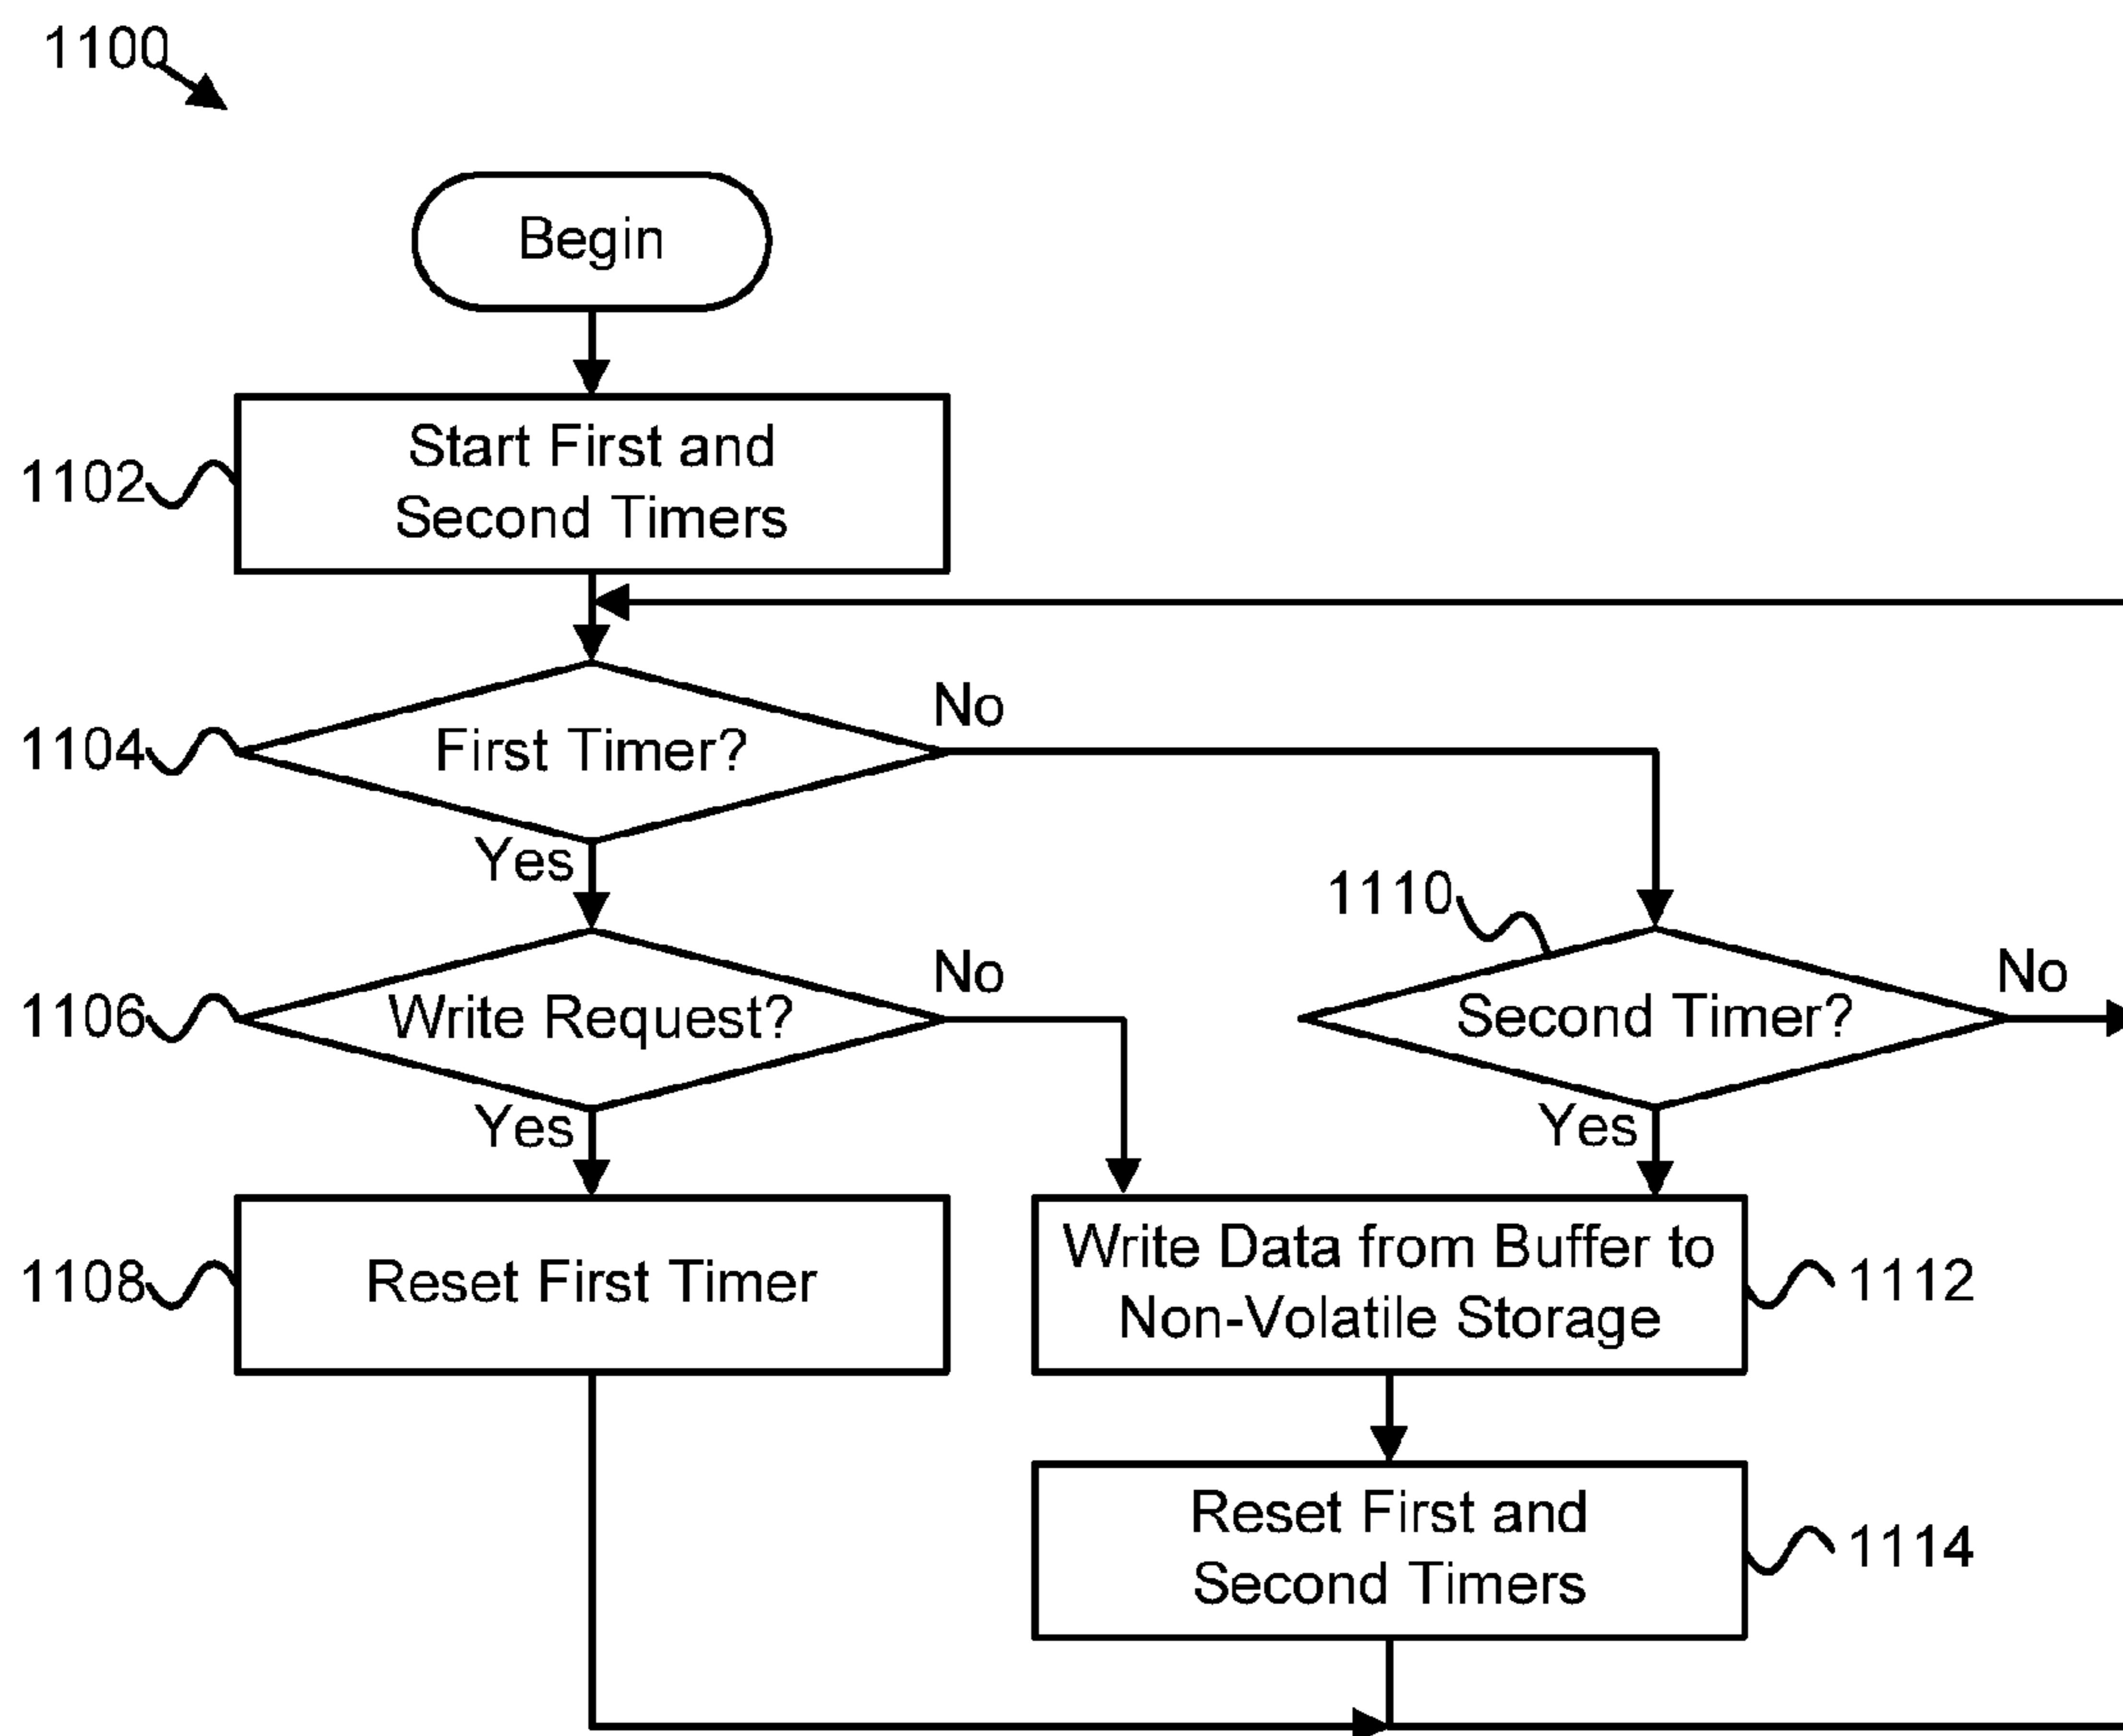 1100
Begin
1102
Start First and
Second Timers
1104
First Timer?
No
Yes
1110
1106
Write Request?
No
Second Timer?
No
Yes
Yes
1108
Reset First Timer
Write Data from Buffer to
Non-Volatile Storage
1112
Reset First and
Second Timers
1114